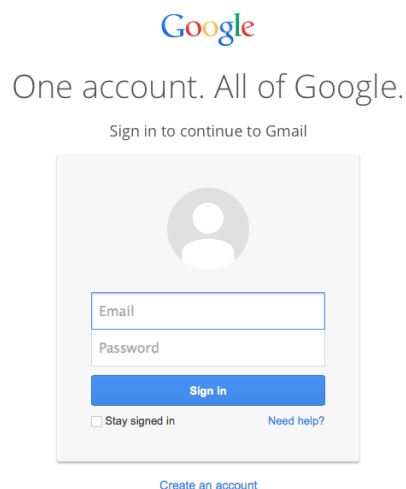 Google
One account. All of Google.
Sign in to continue to Gmail
Email
Password
Sign in
Stay signed in Need help?
Create an account